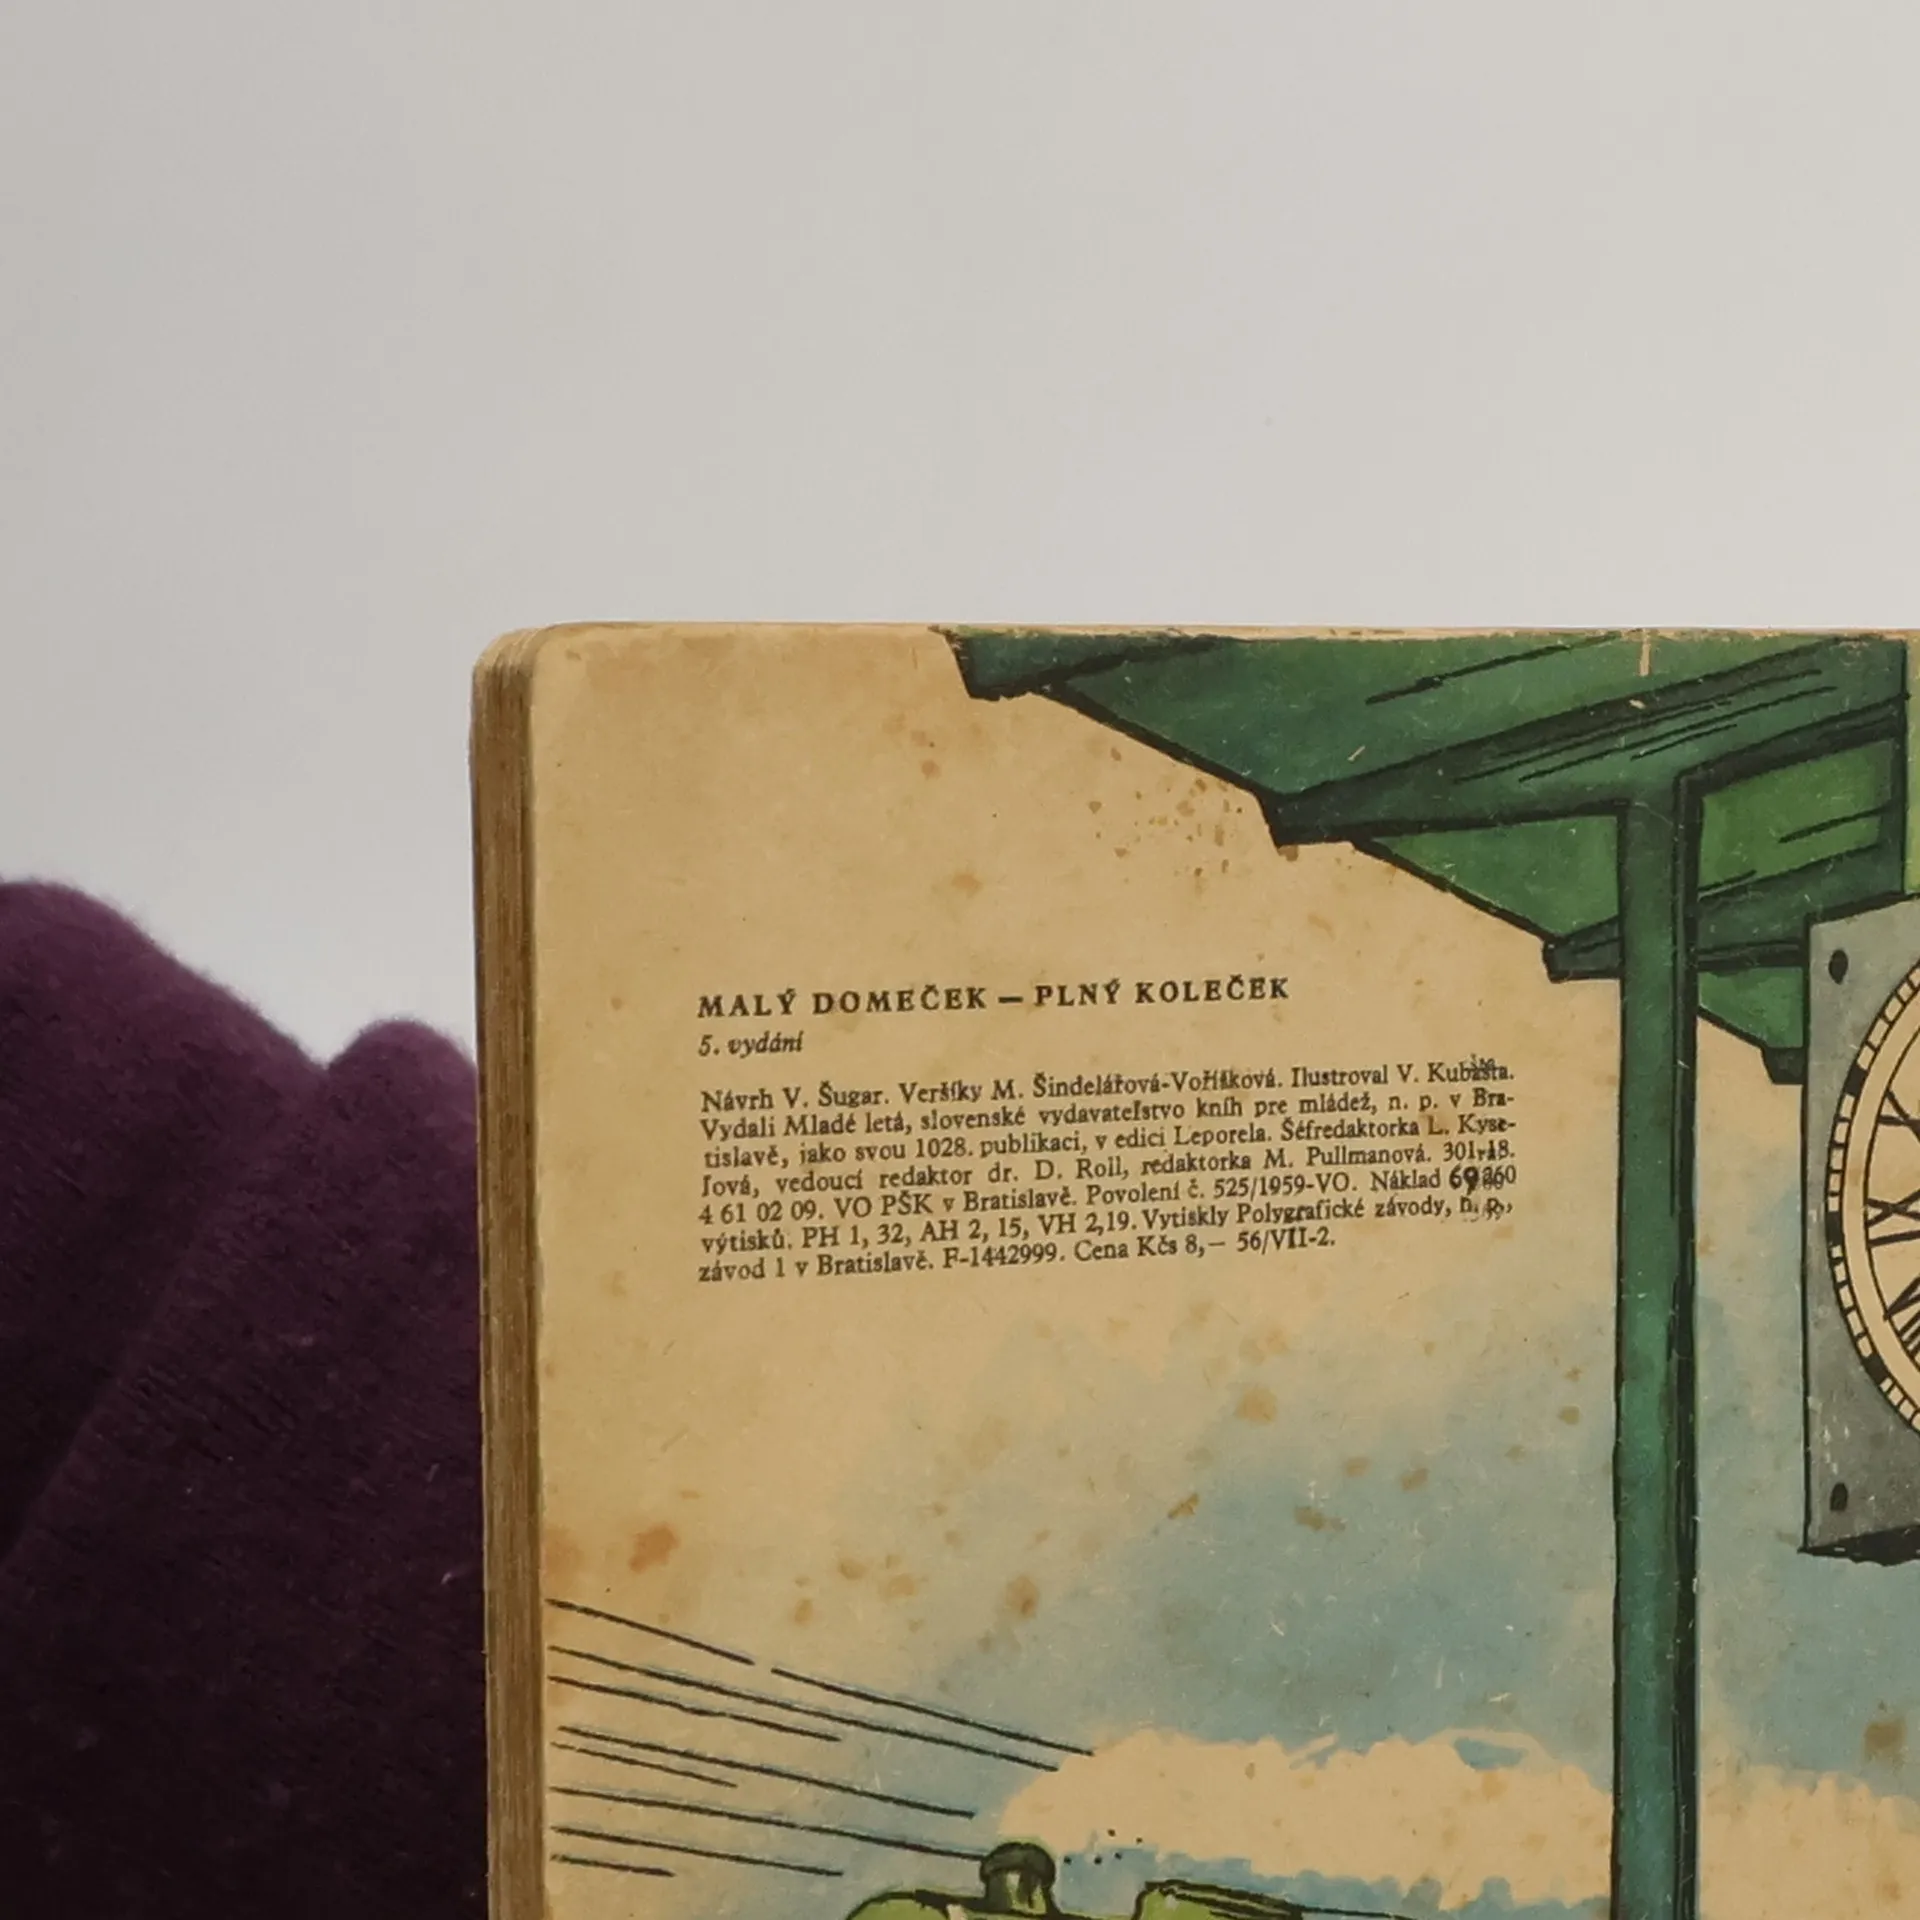 MALÝ DOMEČEK — PLNÝ KOLEČEK
5. vydání
Návrh V. Šugar. Veršíky M. Šindelářová-Voříšková. Ilustroval V. Kubašta.
Vydali Mladé letá, slovenské vydavateľstvo kníh pre mládež, n. p. v Bra-
tislavě, jako svou 1028. publikaci, v edici Leporela. Šéfredaktorka L. Kyse-
ľová, vedoucí redaktor dr. D. Roll, redaktorka M. Pullmanová.
4 61 02 09. VO PŠK v Bratislavě. Povolení č. 525/1959-VO. Náklad
výtisků. PH 1, 32, AH 2, 15, VH 2,19. Vytiskly Polygrafické závody, n. p.,
závod 1 v Bratislavě. F-1442999. Cena Kčs 8,— 56/VII-2.